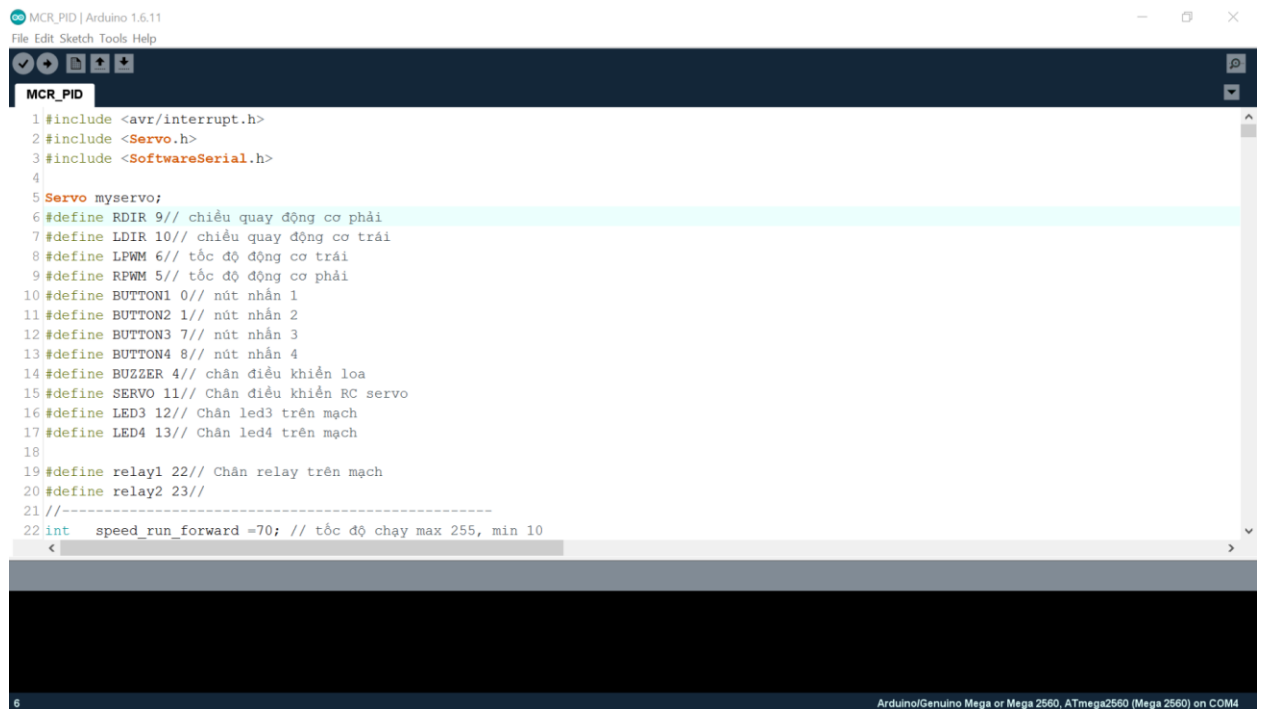 MCR_PID | Arduino 1.6.11
File Edit Sketch Tools Help
MCR_PID
1 #include <avr/interrupt.h>
2 #include <Servo.h>
3 #include <SoftwareSerial.h>
4
5 Servo myservo;
6 #define RDIR 9// chiều quay động cơ phải
7 #define LDIR 10// chiều quay động cơ trái
8 #define LPWM 6// tốc độ động cơ trái
9 #define RPWM 5// tốc độ động cơ phải
10 #define BUTTON1 0// nút nhấn 1
11 #define BUTTON2 1// nút nhấn 2
12 #define BUTTON3 7// nút nhấn 3
13 #define BUTTON4 8// nút nhấn 4
14 #define BUZZER 4// chân điều khiển loa
15 #define SERVO 11// Chân điều khiển RC servo
16 #define LED3 12// Chân led3 trên mạch
17 #define LED4 13// Chân led4 trên mạch
18
19 #define relay1 22// Chân relay trên mạch
20 #define relay2 23//
21 //---------------------------------------------------
22 int   speed_run_forward =70; // tốc độ chạy max 255, min 10
6
Arduino/Genuino Mega or Mega 2560, ATmega2560 (Mega 2560) on COM4